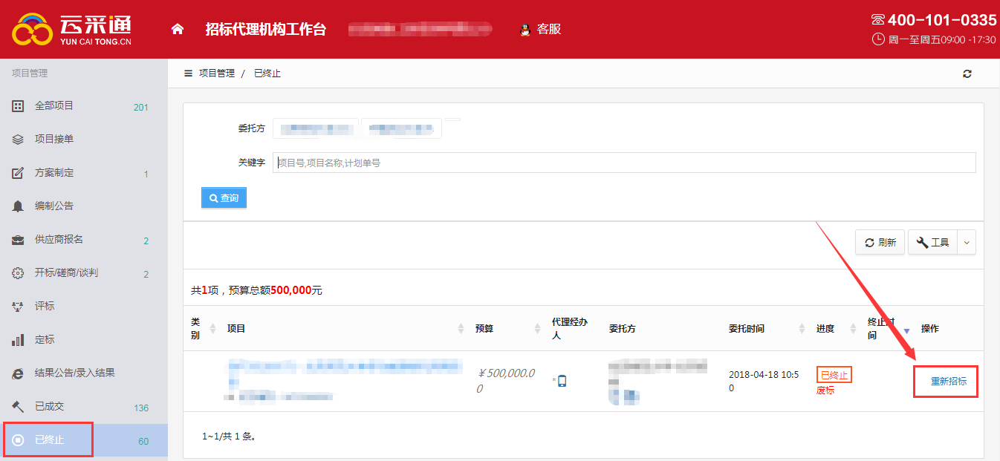 云采通
YUN CAI TONG.CN
招标代理机构工作台
客服
400-101-0335
周一至周五09:00 -17:30
项目管理
全部项目 201
项目接单
方案制定 1
编制公告
供应商报名 2
开标/磋商/谈判 2
评标
定标
结果公告/录入结果
已成交 136
已终止 60
项目管理 / 已终止
委托方
关键字 项目号,项目名称,计划单号
查询
刷新 工具
共1项，预算总额500,000元
类别 项目 预算 代理经办人 委托方 委托时间 进度 终止时间 操作
￥500,000.0
0
*
2018-04-18 10:5
0
已终止
废标
重新招标
1~1/共 1 条。